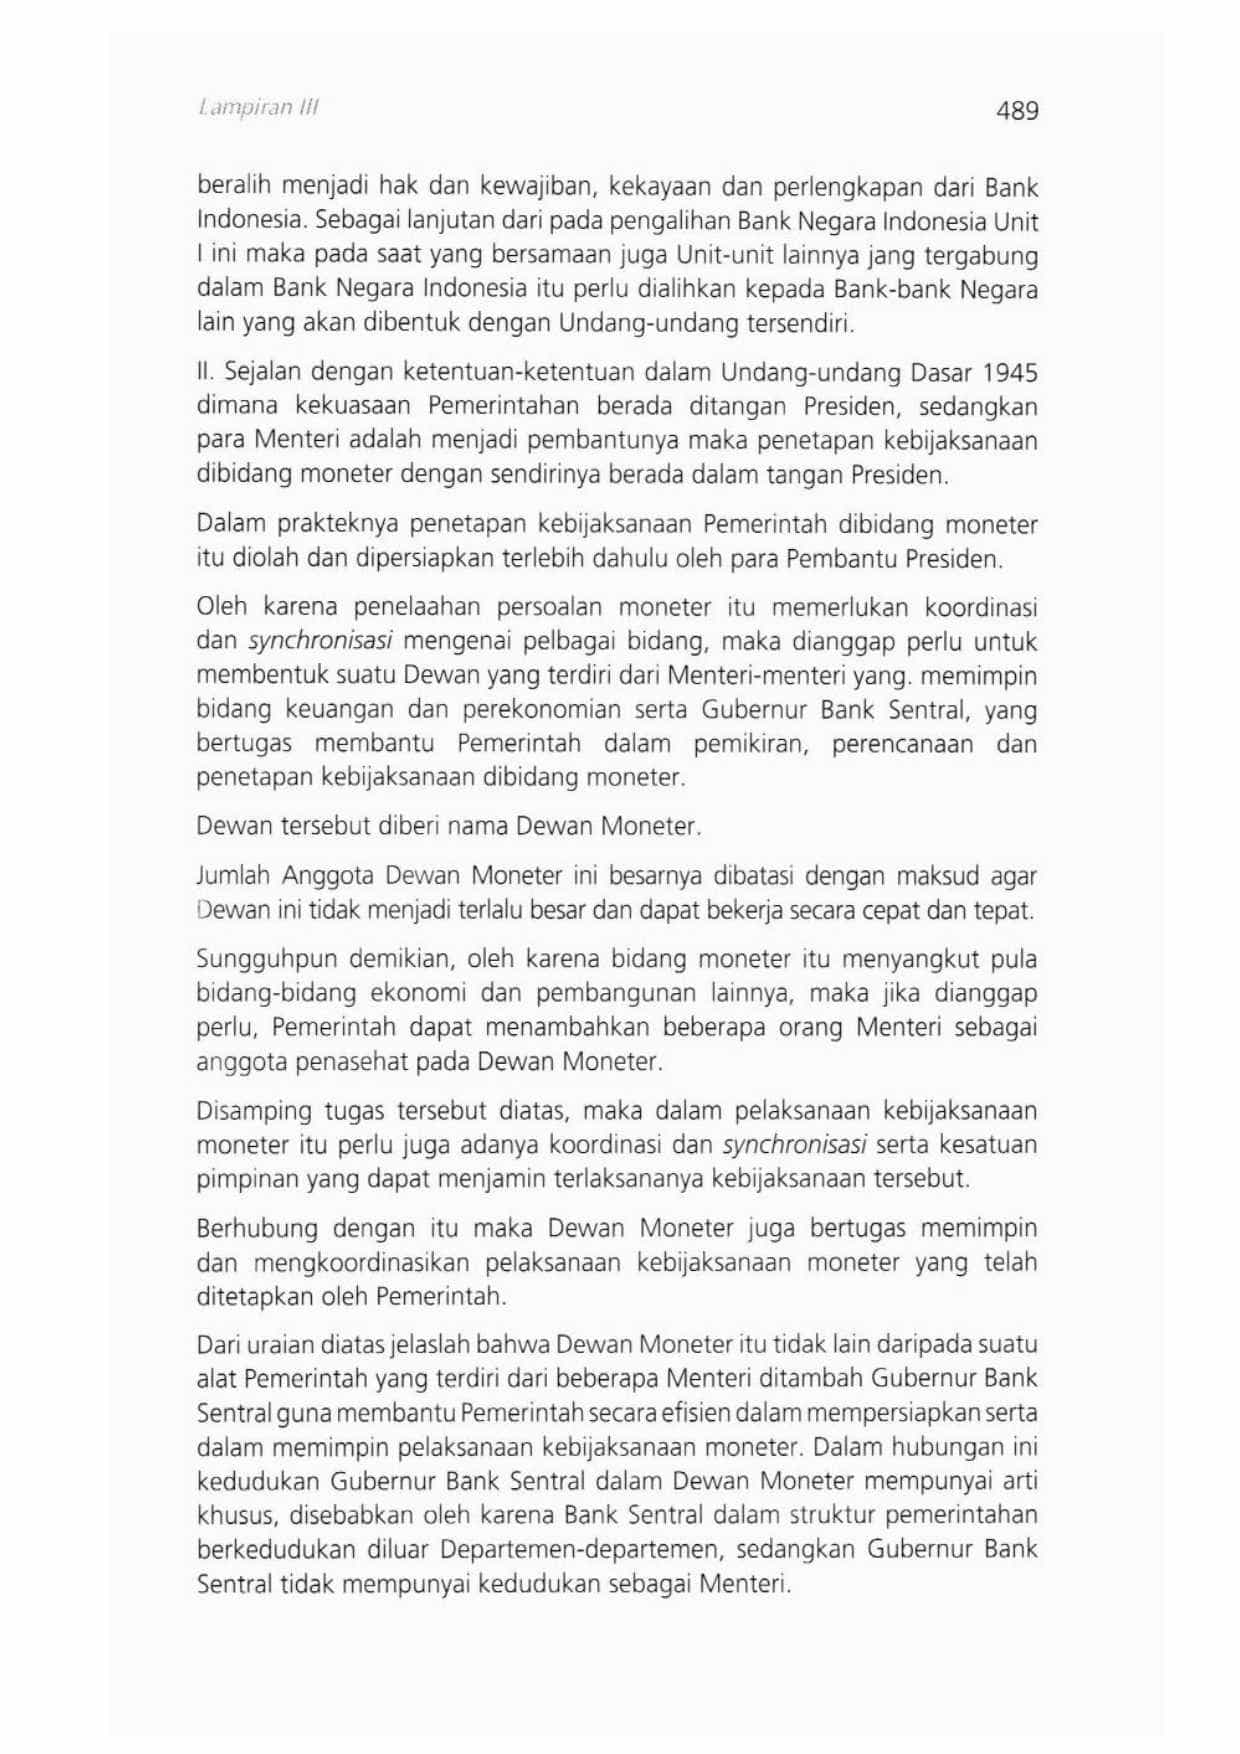 Lampiran III
489
beralih menjadi hak dan kewajiban, kekayaan dan perlengkapan dari Bank
Indonesia. Sebagai lanjutan dari pada pengalihan Bank Negara Indonesia Unit
I ini maka pada saat yang bersamaan juga Unit-unit lainnya jang tergabung
dalam Bank Negara Indonesia itu perlu dialihkan kepada Bank-bank Negara
lain yang akan dibentuk dengan Undang-undang tersendiri.
II. Sejalan dengan ketentuan-ketentuan dalam Undang-undang Dasar 1945
dimana kekuasaan Pemerintahan berada ditangan Presiden, sedangkan
para Menteri adalah menjadi pembantunya maka penetapan kebijaksanaan
dibidang moneter dengan sendirinya berada dalam tangan Presiden.
Dalam prakteknya penetapan kebijaksanaan Pemerintah dibidang moneter
itu diolah dan dipersiapkan terlebih dahulu oleh para Pembantu Presiden.
Oleh karena penelaahan persoalan moneter itu memerlukan koordinasi
dan synchronisasi mengenai pelbagai bidang, maka dianggap perlu untuk
membentuk suatu Dewan yang terdiri dari Menteri-menteri yang. memimpin
bidang keuangan dan perekonomian serta Gubernur Bank Sentral, yang
bertugas membantu Pemerintah dalam pemikiran, perencanaan dan
penetapan kebijaksanaan dibidang moneter.
Dewan tersebut diberi nama Dewan Moneter.
Jumlah Anggota Dewan Moneter ini besarnya dibatasi dengan maksud agar
Dewan ini tidak menjadi terlalu besar dan dapat bekerja secara cepat dan tepat.
Sungguhpun demikian, oleh karena bidang moneter itu menyangkut pula
bidang-bidang ekonomi dan pembangunan lainnya, maka jika dianggap
perlu, Pemerintah dapat menambahkan beberapa orang Menteri sebagai
anggota penasehat pada Dewan Moneter.
Disamping tugas tersebut diatas, maka dalam pelaksanaan kebijaksanaan
moneter itu perlu juga adanya koordinasi dan synchronisasi serta kesatuan
pimpinan yang dapat menjamin terlaksananya kebijaksanaan tersebut.
Berhubung dengan itu maka Dewan Moneter juga bertugas memimpin
dan mengkoordinasikan pelaksanaan kebijaksanaan moneter yang telah
ditetapkan oleh Pemerintah.
Dari uraian diatas jelaslah bahwa Dewan Moneter itu tidak lain daripada suatu
alat Pemerintah yang terdiri dari beberapa Menteri ditambah Gubernur Bank
Sentral guna membantu Pemerintah secara efisien dalam mempersiapkan serta
dalam memimpin pelaksanaan kebijaksanaan moneter. Dalam hubungan ini
kedudukan Gubernur Bank Sentral dalam Dewan Moneter mempunyai arti
khusus, disebabkan oleh karena Bank Sentral dalam struktur pemerintahan
berkedudukan diluar Departemen-departemen, sedangkan Gubernur Bank
Sentral tidak mempunyai kedudukan sebagai Menteri.